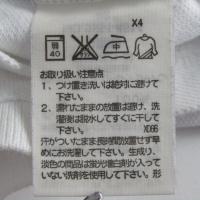 X4
弱
40
中
お取り扱い注意点
1、つけ置き洗いは絶対に避けて
下さい。
2、濡れたままの放置は避け、洗
濯後は脱水してすぐに干して
下さい。
XD66
汗がついたまま長時間放置せず早
めにお洗濯して下さい。生成り、
淡色の商品は蛍光増白剤が入って
いない洗剤を使用して下さい。形